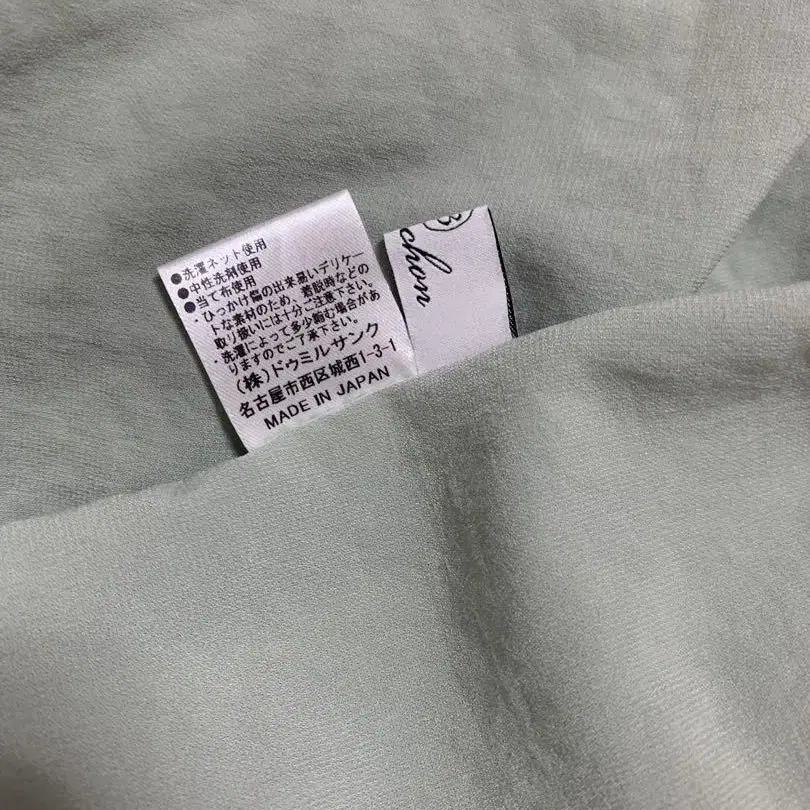 ●洗濯ネット使用
●中性洗剤使用
●当て布使用
・ひっかけ傷の出来易いデリケー
トな素材のため、着脱時などの
取り扱いには十分ご注意下さい。
・洗濯によって多少縮む場合があ
りますのでご了承下さい。
(株)ドゥミルサンク
名古屋市西区城西1-3-1
MADE IN JAPAN
chon